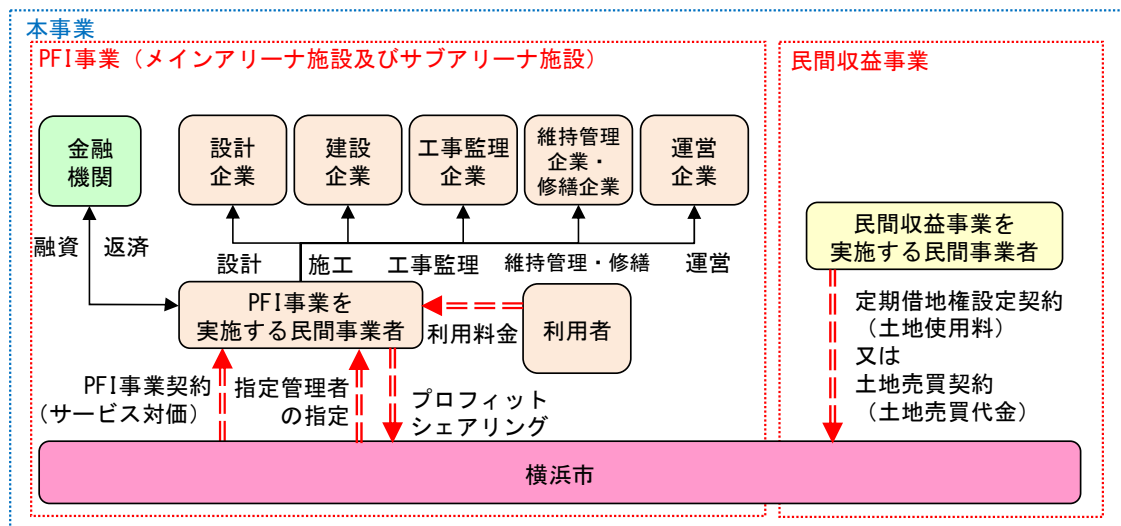 本事業
PFI事業（メインアリーナ施設及びサブアリーナ施設）
民間収益事業
金融
機関
設計
企業
建設
企業
工事監理
企業
維持管理
企業・
修繕企業
運営
企業
融資
返済
設計
施工
工事監理
維持管理・修繕
運営
PFI事業を
実施する民間事業者
利用料金
利用者
民間収益事業を
実施する民間事業者
定期借地権設定契約
（土地使用料）
又は
土地売買契約
（土地売買代金）
PFI事業契約
（サービス対価）
指定管理者
の指定
プロフィット
シェアリング
横浜市